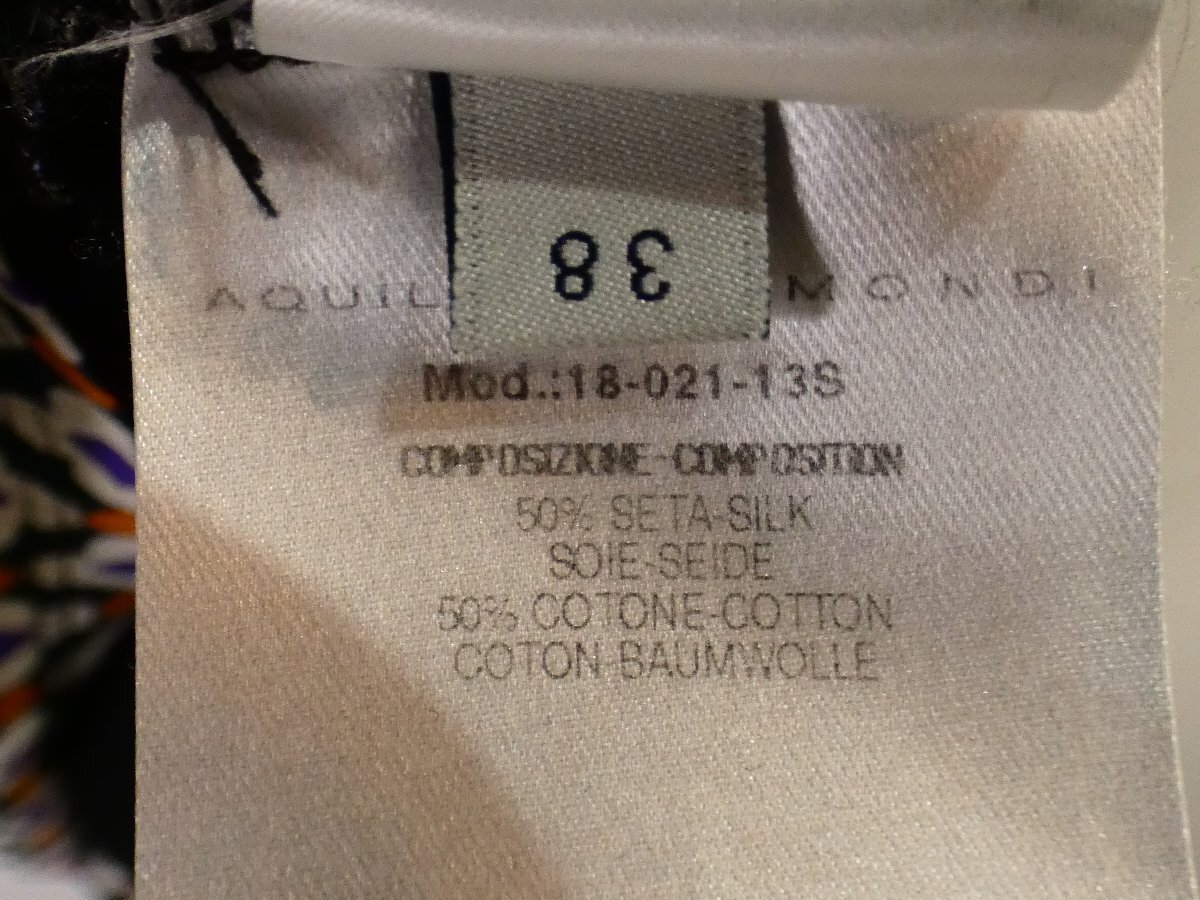 38
AQUIL MONDI
Mod.:18-021-13S
COMPOSIZIONE-COMPOSITION
50% SETA-SILK
SOIE-SEIDE
50% COTONE-COTTON
COTON-BAUMWOLLE